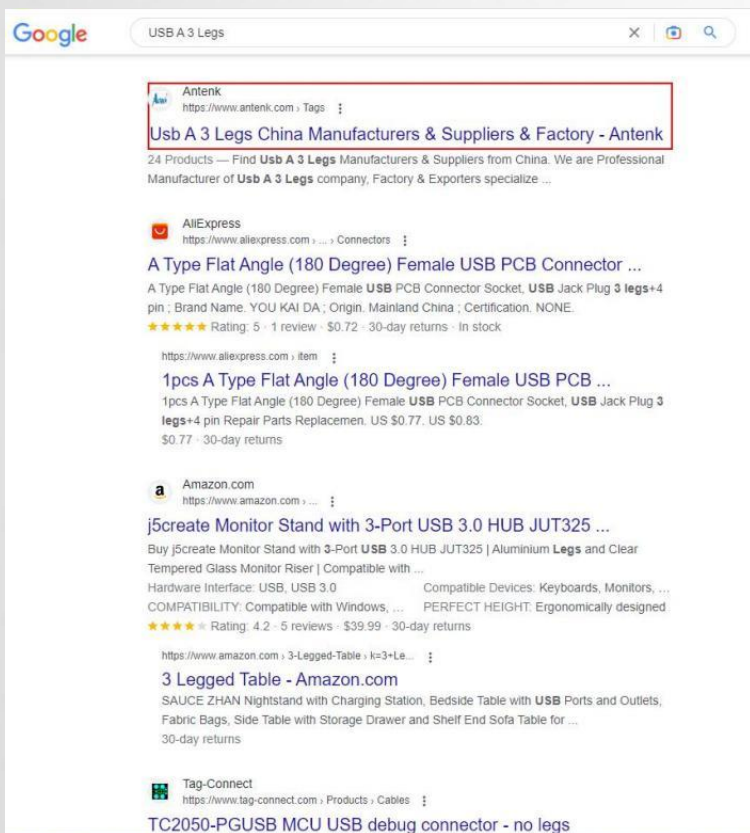 Google
USB A 3 Legs
Antenk
https://www.antenk.com › Tags
Usb A 3 Legs China Manufacturers & Suppliers & Factory - Antenk
24 Products — Find Usb A 3 Legs Manufacturers & Suppliers from China. We are Professional
Manufacturer of Usb A 3 Legs company, Factory & Exporters specialize ...
AliExpress
https://www.aliexpress.com › ... › Connectors
A Type Flat Angle (180 Degree) Female USB PCB Connector ...
A Type Flat Angle (180 Degree) Female USB PCB Connector Socket, USB Jack Plug 3 legs+4
pin ; Brand Name. YOU KAI DA ; Origin. Mainland China ; Certification. NONE.
Rating: 5 · 1 review · $0.72 · 30-day returns · In stock
https://www.aliexpress.com › item
1pcs A Type Flat Angle (180 Degree) Female USB PCB ...
1pcs A Type Flat Angle (180 Degree) Female USB PCB Connector Socket, USB Jack Plug 3
legs+4 pin Repair Parts Replacemen. US $0.77. US $0.83.
$0.77 · 30-day returns
a
Amazon.com
https://www.amazon.com › ...
j5create Monitor Stand with 3-Port USB 3.0 HUB JUT325 ...
Buy j5create Monitor Stand with 3-Port USB 3.0 HUB JUT325 | Aluminium Legs and Clear
Tempered Glass Monitor Riser | Compatible with ...
Hardware Interface: USB, USB 3.0 Compatible Devices: Keyboards, Monitors, ...
COMPATIBILITY: Compatible with Windows, ... PERFECT HEIGHT: Ergonomically designed
Rating: 4.2 · 5 reviews · $39.99 · 30-day returns
https://www.amazon.com › 3-Legged-Table › k=3+Le...
3 Legged Table - Amazon.com
SAUCE ZHAN Nightstand with Charging Station, Bedside Table with USB Ports and Outlets,
Fabric Bags, Side Table with Storage Drawer and Shelf End Sofa Table for ...
30-day returns
Tag-Connect
https://www.tag-connect.com › Products › Cables
TC2050-PGUSB MCU USB debug connector - no legs